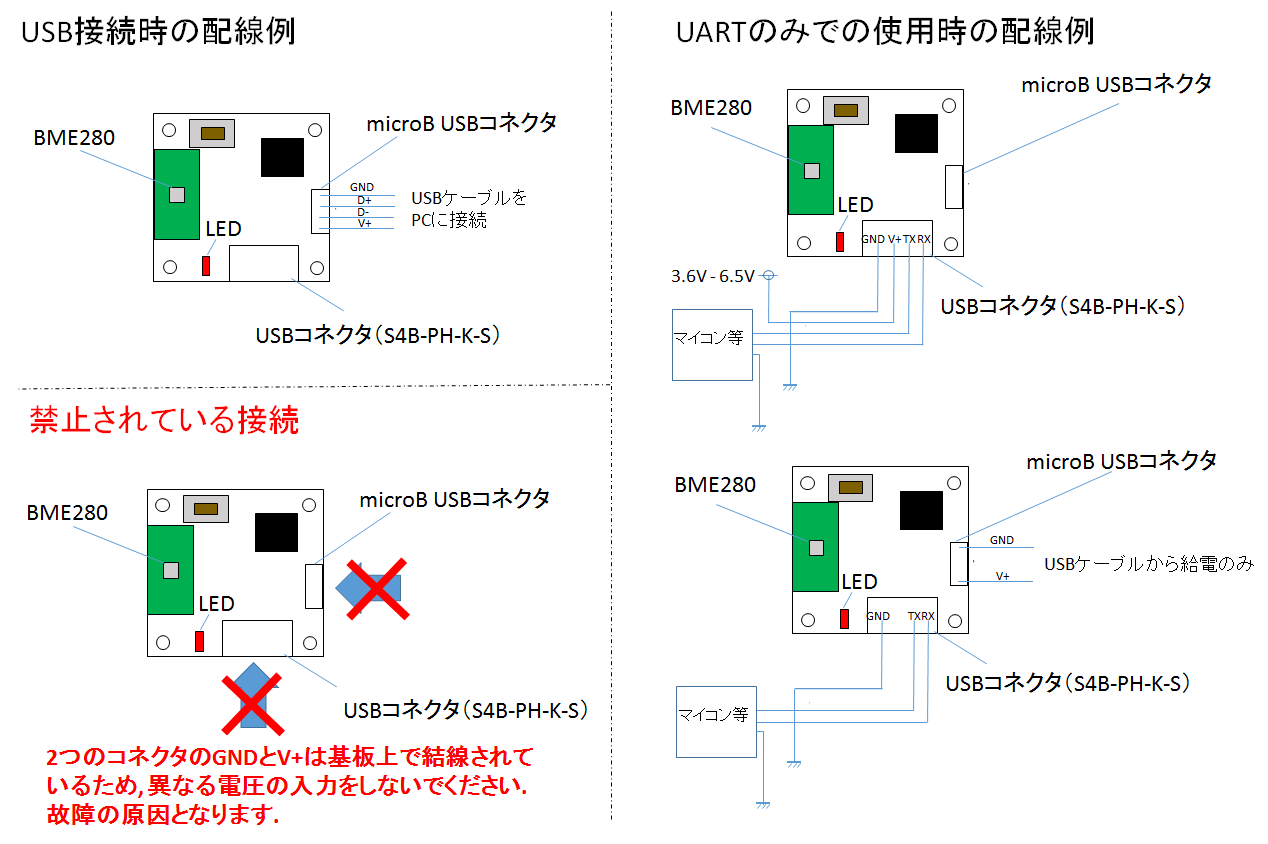 USB接続時の配線例
BME280
microB USBコネクタ
GND
D+
D-
V+
USBケーブルを
PCに接続
LED
USBコネクタ(S4B-PH-K-S)
禁止されている接続
BME280
microB USBコネクタ
LED
USBコネクタ(S4B-PH-K-S)
2つのコネクタのGNDとV+は基板上で結線されて
いるため, 異なる電圧の入力をしないでください.
故障の原因となります.
UARTのみでの使用時の配線例
BME280
microB USBコネクタ
LED
GND V+ TX RX
3.6V - 6.5V
USBコネクタ(S4B-PH-K-S)
マイコン等
BME280
microB USBコネクタ
GND
USBケーブルから給電のみ
V+
LED
GND TX RX
USBコネクタ(S4B-PH-K-S)
マイコン等